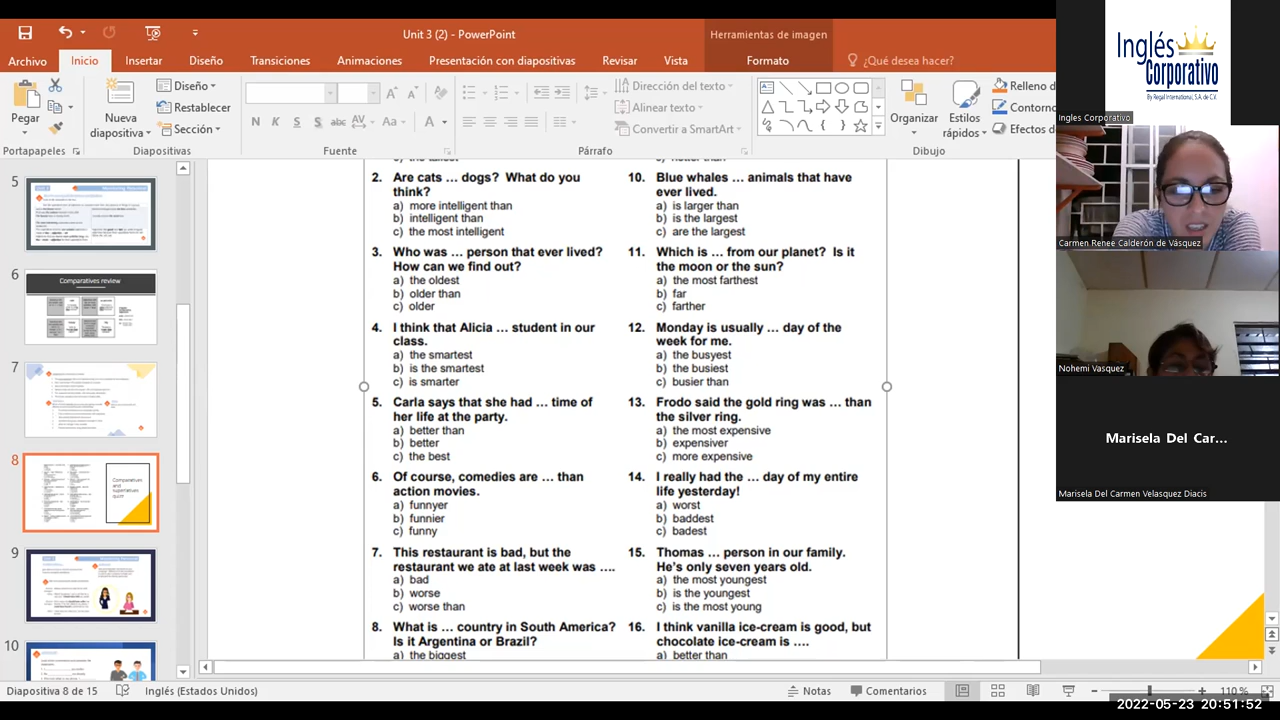 Unit 3 (2) - PowerPoint
Herramientas de imagen
Archivo
Inicio
Insertar
Diseño
Transiciones
Animaciones
Presentación con diapositivas
Revisar
Vista
Formato
¿Qué desea hacer?
Pegar
Nueva
diapositiva
Diseño
Restablecer
Sección
N K S S abc AV Aa A
Dirección del texto
Alinear texto
Convertir a SmartArt
Organizar
Estilos
rápidos
Relleno d
Contorno
Efectos d
Portapapeles
Diapositivas
Fuente
Párrafo
Dibujo
5
6
Comparatives review
7
8
Comparatives
and
superlatives
9
10
2. Are cats … dogs? What do you
think?
a) more intelligent than
b) intelligent than
c) the most intelligent
3. Who was … person that ever lived?
How can we find out?
a) the oldest
b) older than
c) older
4. I think that Alicia … student in our
class.
a) the smartest
b) is the smartest
c) is smarter
5. Carla says that she had … time of
her life at the party.
a) better than
b) better
c) the best
6. Of course, comedies are … than
action movies.
a) funnyer
b) funnier
c) funny
7. This restaurant is bad, but the
restaurant we ate at last week was ….
a) bad
b) worse
c) worse than
8. What is … country in South America?
Is it Argentina or Brazil?
a) the biggest
10. Blue whales … animals that have
ever lived.
a) is larger than
b) is the largest
c) are the largest
11. Which is … from our planet? Is it
the moon or the sun?
a) the most farthest
b) far
c) farther
12. Monday is usually … day of the
week for me.
a) the busyest
b) the busiest
c) busier than
13. Frodo said the gold ring was … than
the silver ring.
a) the most expensive
b) expensiver
c) more expensive
14. I really had the … day of my entire
life yesterday!
a) worst
b) baddest
c) badest
15. Thomas … person in our family.
He's only seven years old.
a) the most youngest
b) is the youngest
c) is the most young
16. I think vanilla ice-cream is good, but
chocolate ice-cream is ….
a) better than
Diapositiva 8 de 15
Inglés (Estados Unidos)
Notas
Comentarios
110 %
Inglés
Corporativo
By Regal International, S.A. de C.V.
Ingles Corporativo
Carmen Renee Calderón de Vásquez
Nohemi Vasquez
Marisela Del Car...
Marisela Del Carmen Velasquez Diacis
2022-05-23 20:51:52